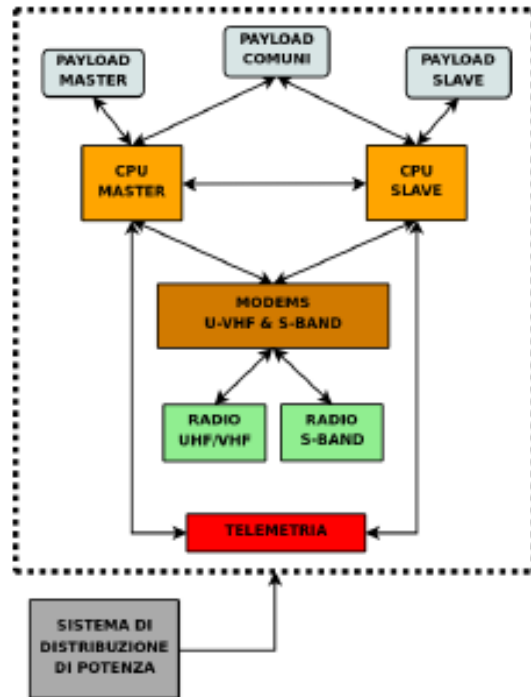 PAYLOAD
MASTER
PAYLOAD
COMUNI
PAYLOAD
SLAVE
CPU
MASTER
CPU
SLAVE
MODEMS
U-VHF & S-BAND
RADIO
UHF/VHF
RADIO
S-BAND
TELEMETRIA
SISTEMA DI
DISTRIBUZIONE
DI POTENZA